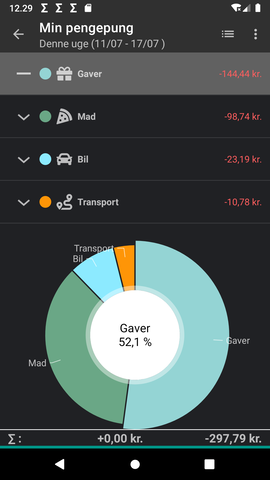 12.29 Σ Σ Σ
Min pengepung
Denne uge (11/07 - 17/07 )
Gaver -144,44 kr.
Mad -98,74 kr.
Bil -23,19 kr.
Transport -10,78 kr.
Transport
Bil
Gaver
52,1 %
Gaver
Mad
Σ : +0,00 kr. -297,79 kr.